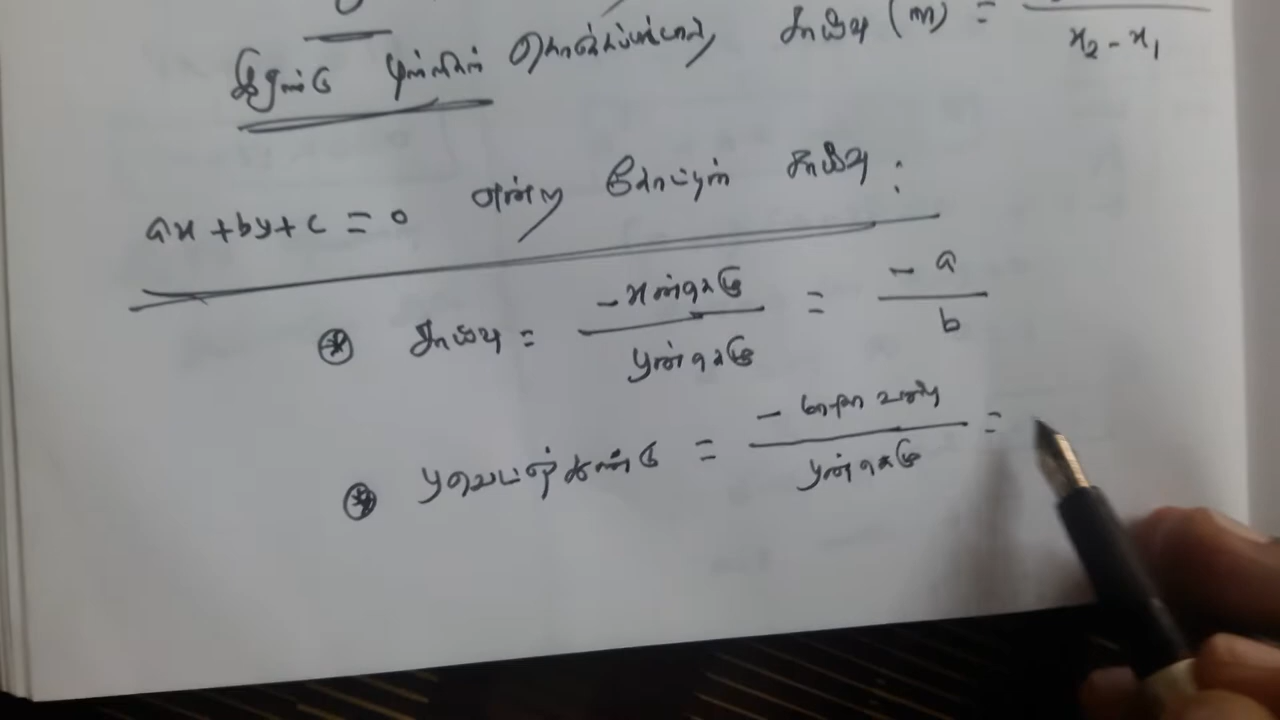 இரண்டு புள்ளிகள் கொடுக்கப்பட்டால், சாய்வு (m) =
x₂ - x₁
ax + by + c = 0 என்ற கோட்டின் சாய்வு :
சாய்வு = -x ன் கெழு / y ன் கெழு = -a / b
y வெட்டுத்துண்டு = - மாறிலி உறுப்பு / y ன் கெழு =